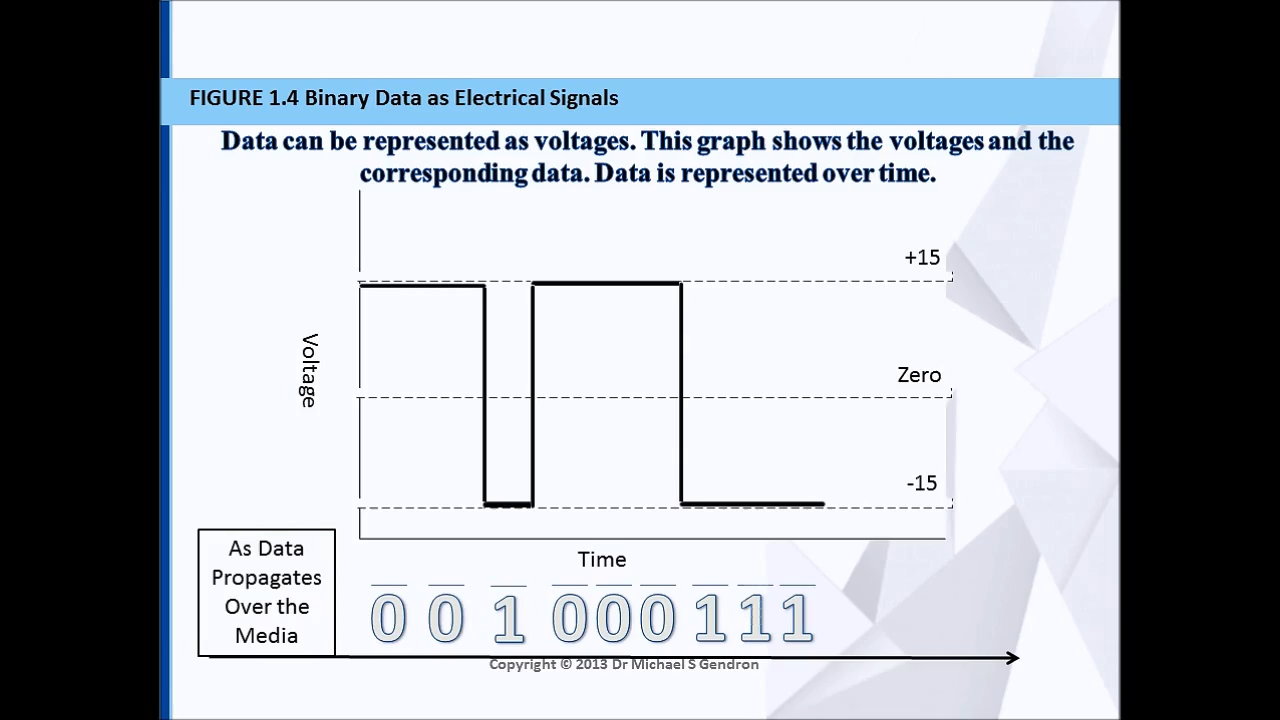 FIGURE 1.4 Binary Data as Electrical Signals
Data can be represented as voltages. This graph shows the voltages and the
corresponding data. Data is represented over time.
+15
Voltage
Zero
-15
Time
As Data
Propagates
Over the
Media
0 0 1 0 0 0 1 1 1
Copyright © 2013 Dr Michael S Gendron